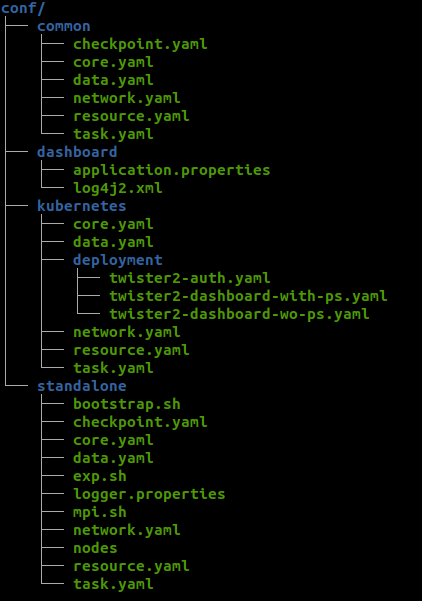 conf/
├── common
│   ├── checkpoint.yaml
│   ├── core.yaml
│   ├── data.yaml
│   ├── network.yaml
│   ├── resource.yaml
│   └── task.yaml
├── dashboard
│   ├── application.properties
│   └── log4j2.xml
├── kubernetes
│   ├── core.yaml
│   ├── data.yaml
│   ├── deployment
│   │   ├── twister2-auth.yaml
│   │   ├── twister2-dashboard-with-ps.yaml
│   │   └── twister2-dashboard-wo-ps.yaml
│   ├── network.yaml
│   ├── resource.yaml
│   └── task.yaml
└── standalone
    ├── bootstrap.sh
    ├── checkpoint.yaml
    ├── core.yaml
    ├── data.yaml
    ├── exp.sh
    ├── logger.properties
    ├── mpi.sh
    ├── network.yaml
    ├── nodes
    ├── resource.yaml
    └── task.yaml